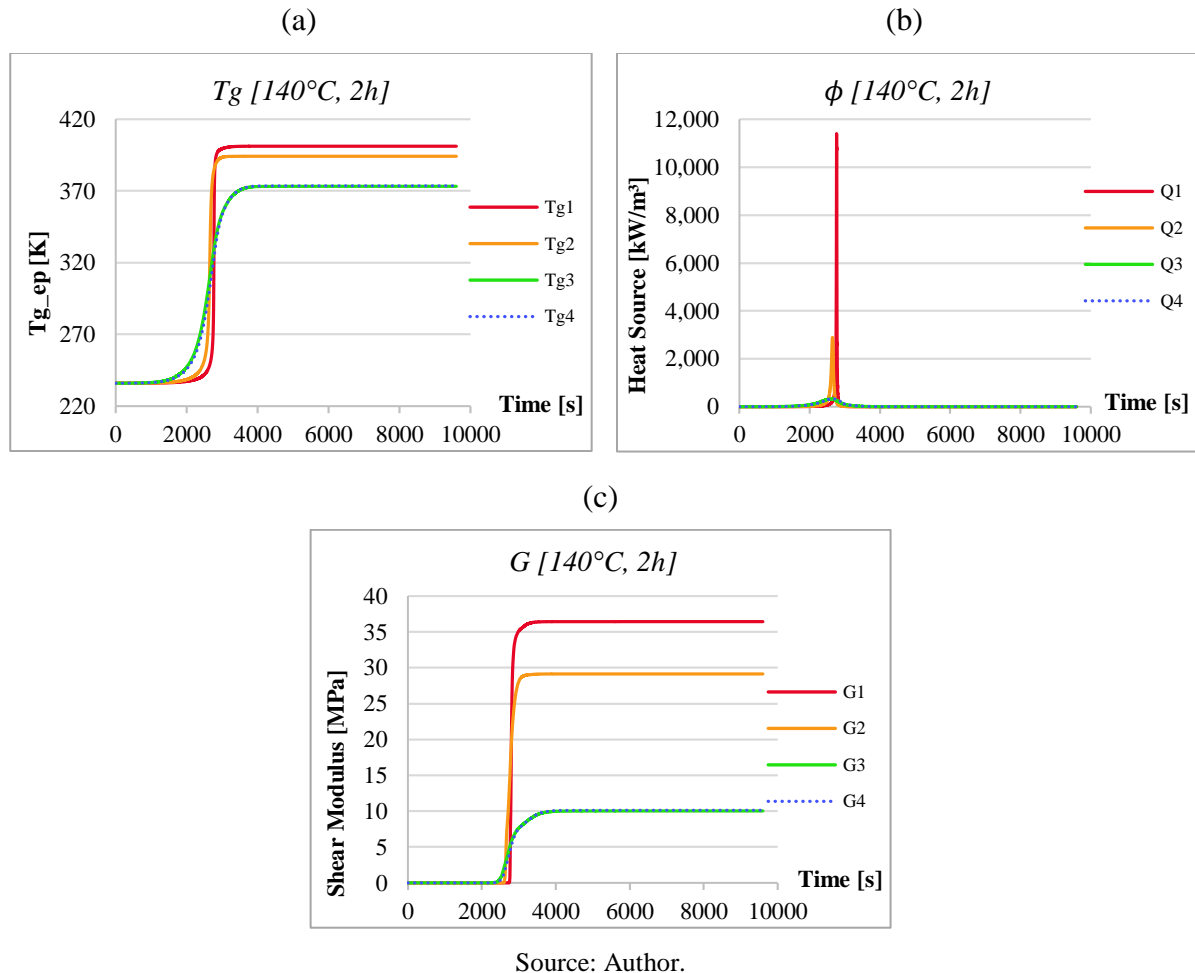 (a)
(b)
Tg [140°C, 2h]
420
370
320
270
220
Tg_ep [K]
0 2000 4000 6000 8000 10000
Time [s]
Tg1
Tg2
Tg3
Tg4
ϕ [140°C, 2h]
12,000
10,000
8,000
6,000
4,000
2,000
0
Heat Source [kW/m³]
0 2000 4000 6000 8000 10000
Time [s]
Q1
Q2
Q3
Q4
(c)
G [140°C, 2h]
40
35
30
25
20
15
10
5
0
Shear Modulus [MPa]
0 2000 4000 6000 8000 10000
Time [s]
G1
G2
G3
G4
Source: Author.